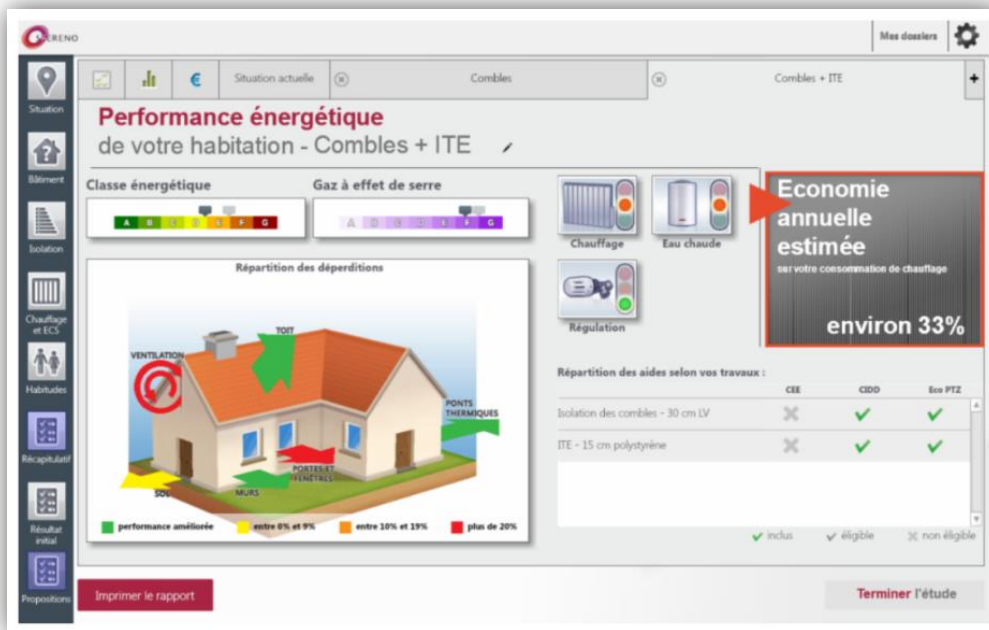 SERENO
Mes dossiers
Situation actuelle
Combles
Combles + ITE
+
€
Situation
Bâtiment
Isolation
Chauffage
et ECS
Habitudes
Récapitulatif
Résultat
initial
Propositions
Performance énergétique
de votre habitation - Combles + ITE
Classe énergétique
A B C D E F G
Gaz à effet de serre
A B C D E F G
Chauffage
Eau chaude
Régulation
Economie
annuelle
estimée
sur votre consommation de chauffage
environ 33%
Répartition des déperditions
TOIT
VENTILATION
PONTS
THERMIQUES
PORTES ET
FENÊTRES
SOL
MURS
performance améliorée
entre 0% et 9%
entre 10% et 19%
plus de 20%
Répartition des aides selon vos travaux :
CEE CIDD Eco PTZ
Isolation des combles - 30 cm LV
ITE - 15 cm polystyrène
inclus
éligible
non éligible
Imprimer le rapport
Terminer l'étude